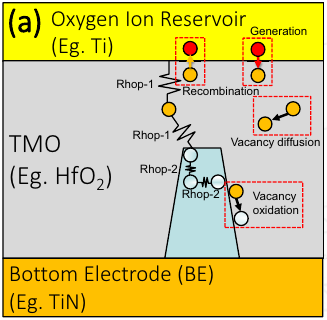 (a) Oxygen Ion Reservoir
(Eg. Ti)
Generation
Rhop-1
Recombination
Rhop-1
Vacancy diffusion
TMO
(Eg. HfO₂)
Rhop-2
Rhop-2
Vacancy
oxidation
Bottom Electrode (BE)
(Eg. TiN)